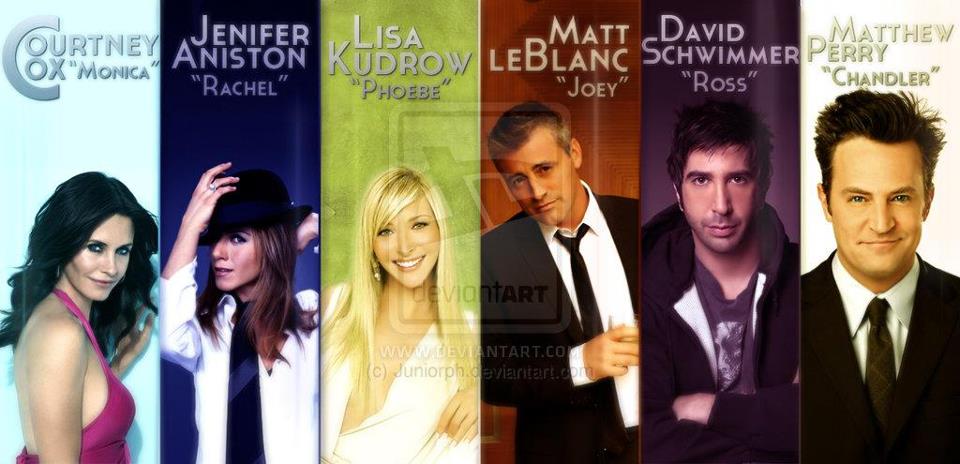 COURTNEY
COX "MONICA"
JENIFER
ANISTON
"RACHEL"
LISA
KUDROW
"PHOEBE"
MATT
LEBLANC
"JOEY"
DAVID
SCHWIMMER
"ROSS"
MATTHEW
PERRY
"CHANDLER"
deviantART
WWW.DEVIANTART.COM
(c) Juniorph.deviantart.com